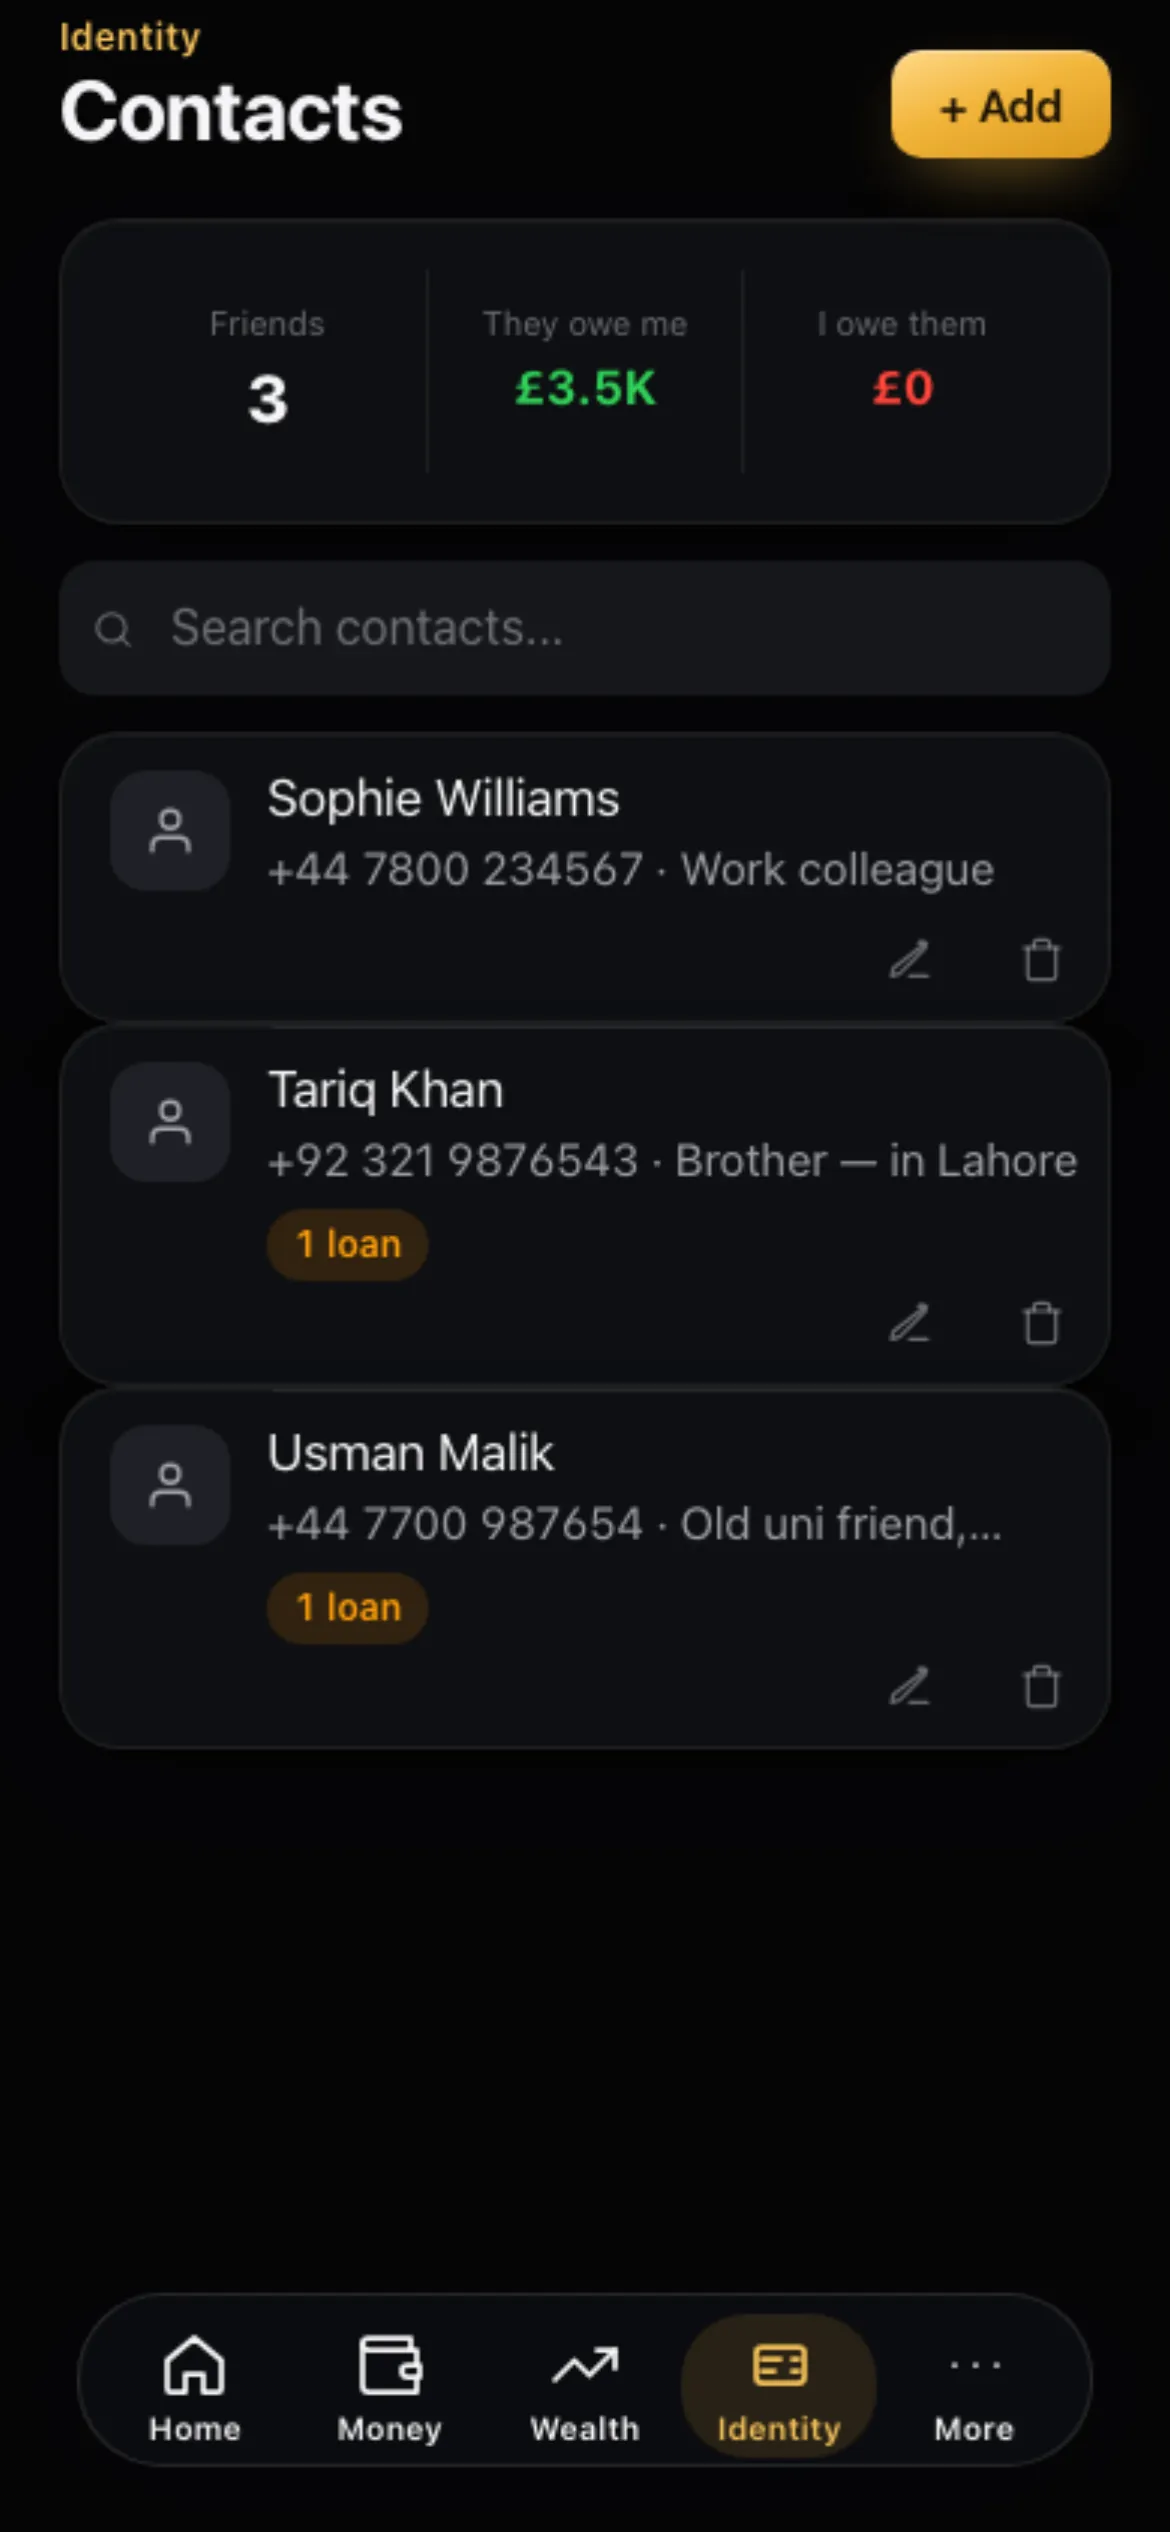 Identity
Contacts
+ Add
Friends
They owe me
I owe them
3
£3.5K
£0
Search contacts...
Sophie Williams
+44 7800 234567 · Work colleague
Tariq Khan
+92 321 9876543 · Brother — in Lahore
1 loan
Usman Malik
+44 7700 987654 · Old uni friend,...
1 loan
Home
Money
Wealth
Identity
More